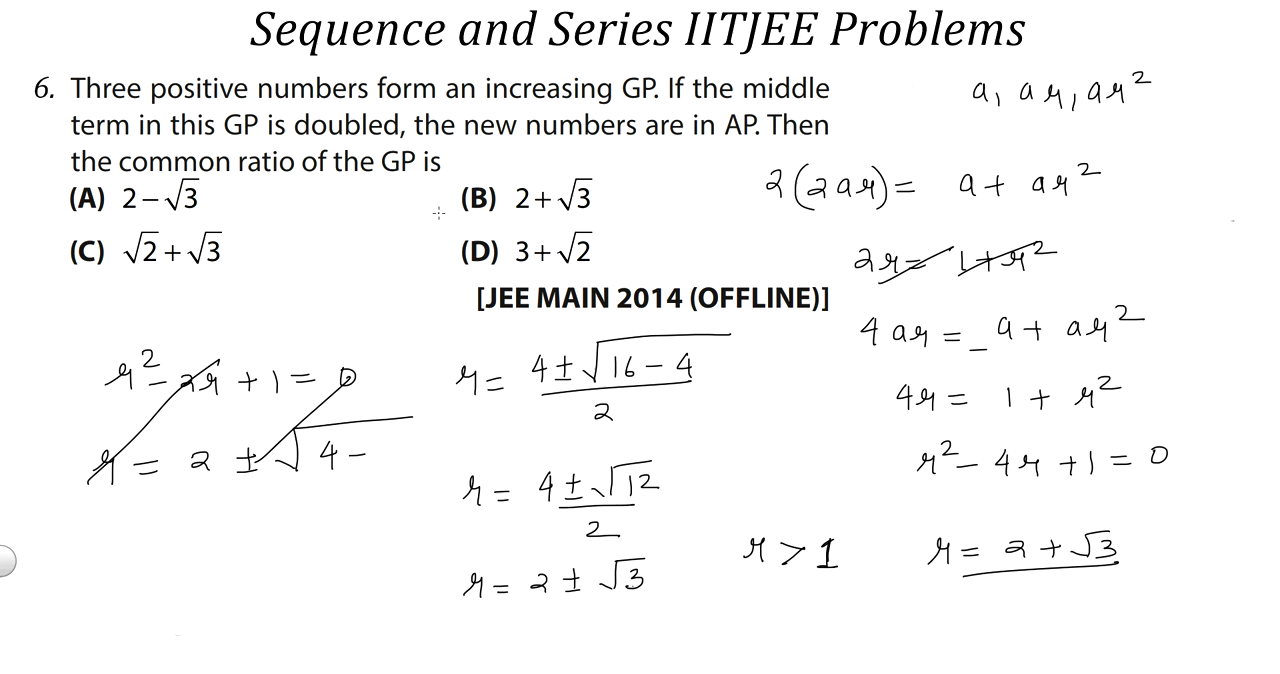 Sequence and Series IITJEE Problems
6. Three positive numbers form an increasing GP. If the middle
term in this GP is doubled, the new numbers are in AP. Then
the common ratio of the GP is
(A) 2−√3
(B) 2+√3
(C) √2+√3
(D) 3+√2
[JEE MAIN 2014 (OFFLINE)]
a, ar, ar²
2(2ar) = a + ar²
2r = 1+r²
4ar = a + ar²
4r = 1 + r²
r² − 4r + 1 = 0
r² − 2r + 1 = 0
r = 2 ± √4 −
r = 4 ± √16 − 4 / 2
r = 4 ± √12 / 2
r = 2 ± √3
r > 1
r = 2 + √3